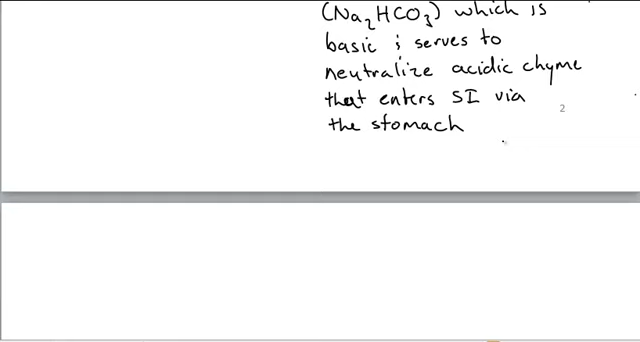 (Na₂HCO₃) which is
basic & serves to
neutralize acidic chyme
that enters SI via
2
the stomach